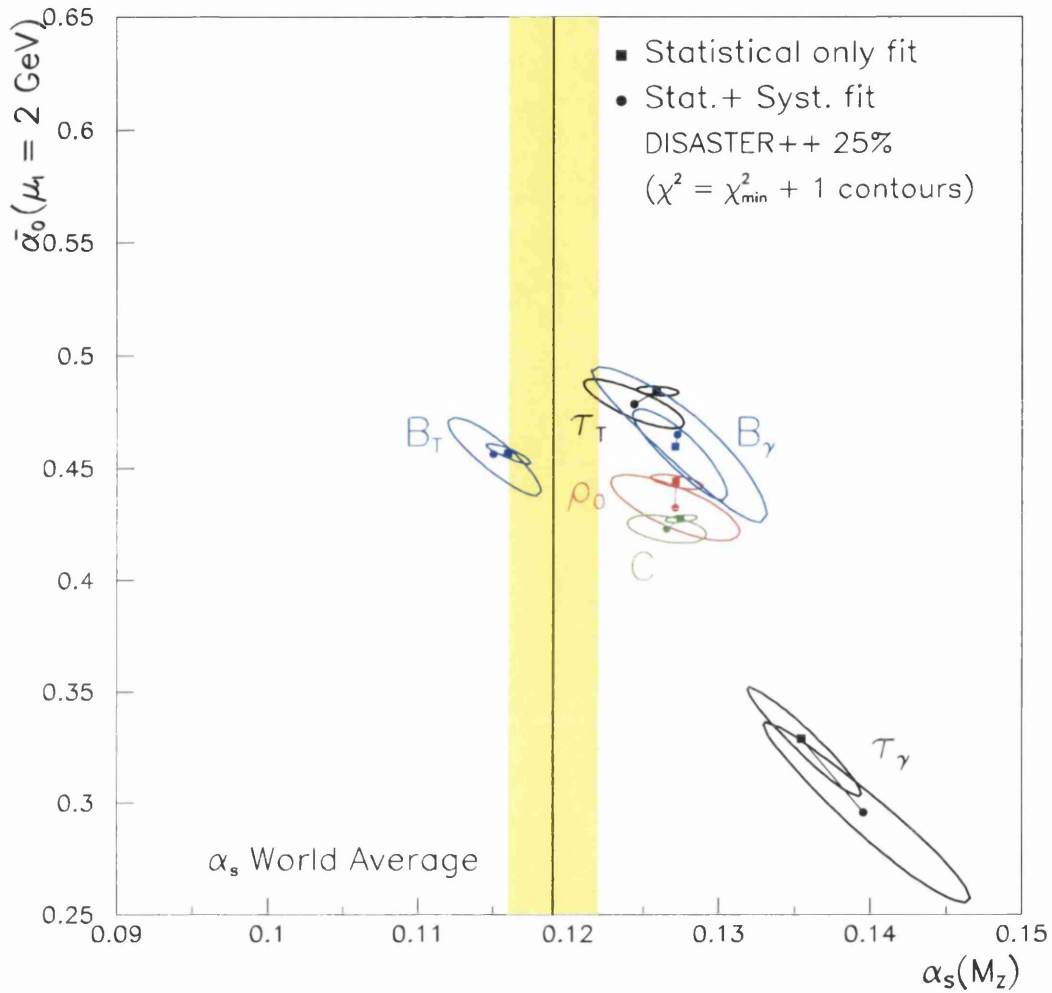 ᾱ₀(μ₁ = 2 GeV)
0.65
0.6
0.55
0.5
0.45
0.4
0.35
0.3
0.25
■ Statistical only fit
● Stat.+ Syst. fit
DISASTER++ 25%
(χ² = χ²min + 1 contours)
B_T
τ_T
B_γ
ρ₀
C
τ_γ
αₛ World Average
0.09 0.1 0.11 0.12 0.13 0.14 0.15
αₛ(M_z)